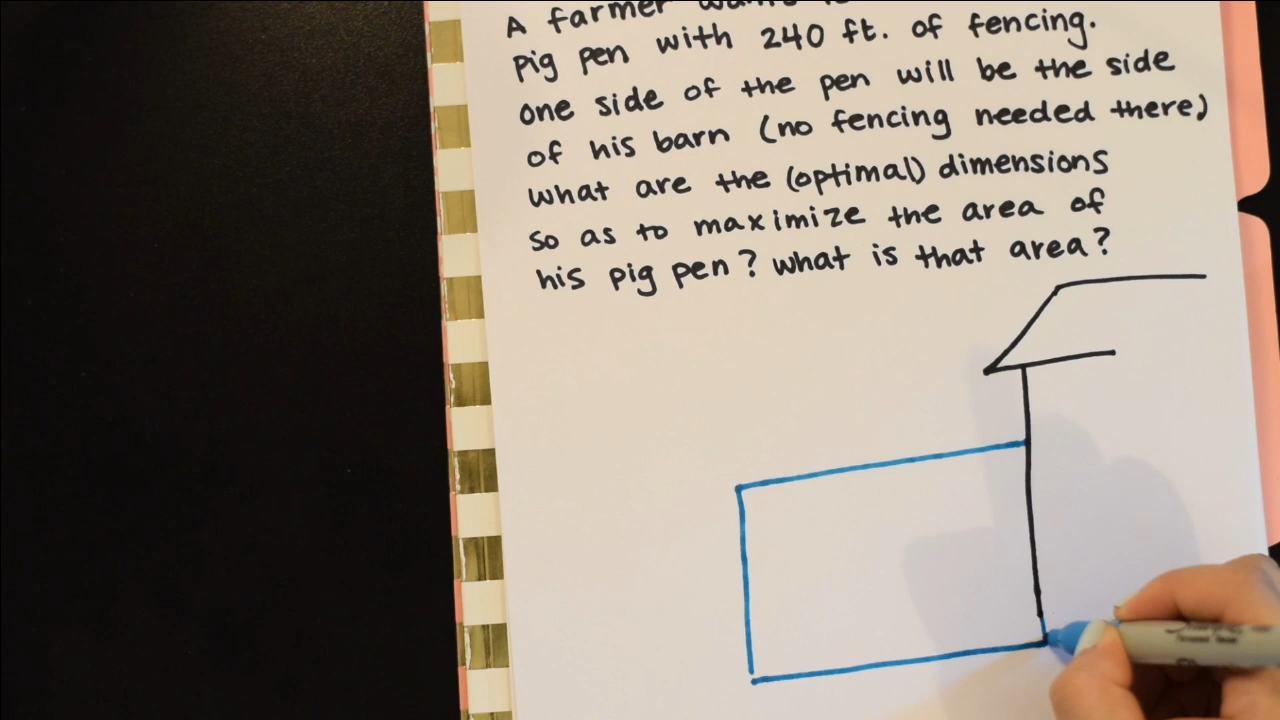 A farmer wants
pig pen with 240 ft. of fencing.
one side of the pen will be the side
of his barn (no fencing needed there)
what are the (optimal) dimensions
so as to maximize the area of
his pig pen? what is that area?